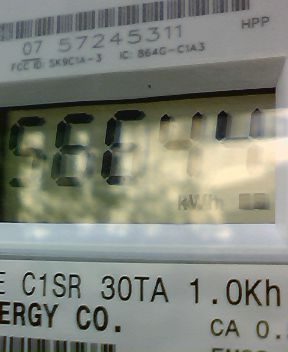 07 57245311 HPP
FCC ID: SK9C1A-3 IC: 864G-C1A3
56644
kWh
E C1SR 30TA 1.0Kh
ERGY CO. CA 0.